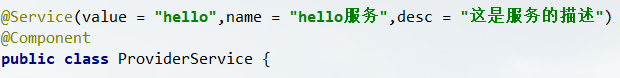 @Service(value = "hello",name = "hello服务",desc = "这是服务的描述")
@Component
public class ProviderService {